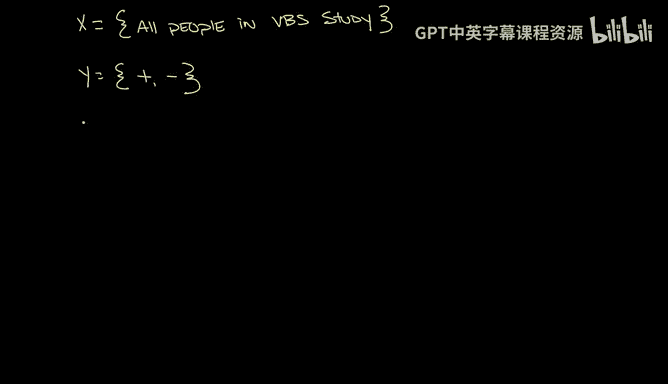 X = { All PEOPLE IN VBS STUDY }
GPT中英字幕课程资源 bilibili
Y = { +, - }